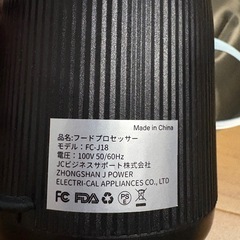 Made in China
品名:フードプロセッサー
モデル:FC-J18
電圧:100V 50/60Hz
JCビジネスサポート株式会社
ZHONGSHAN J POWER
ELECTRI-CAL APPLIANCES CO., LTD.
FC FDA CE